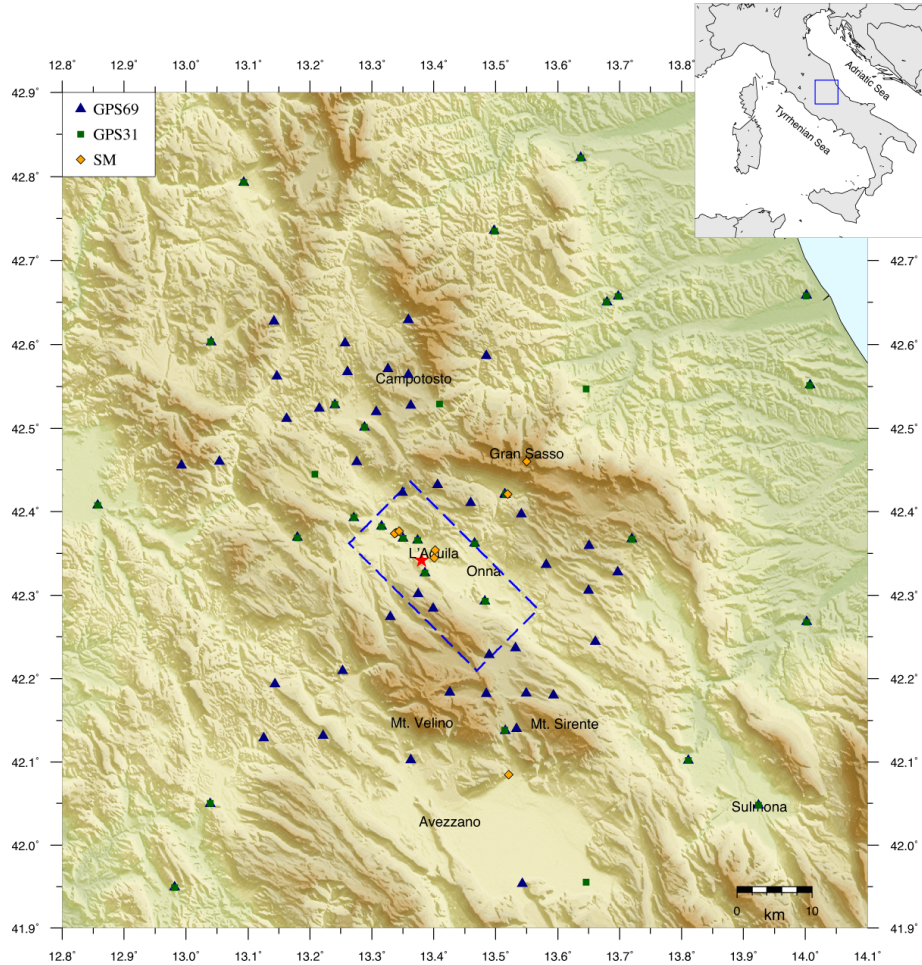 12.8° 12.9° 13.0° 13.1° 13.2° 13.3° 13.4° 13.5° 13.6° 13.7° 13.8
Adriatic Sea
Tyrrhenian Sea
42.9°
42.8°
42.7°
42.6°
42.5°
42.4°
42.3°
42.2°
42.1°
42.0°
41.9°
GPS69
GPS31
SM
Campotosto
Gran Sasso
L'Aquila
Onna
Mt. Velino
Mt. Sirente
Sulmona
Avezzano
0 10
km
42.7°
42.6°
42.5°
42.4°
42.3°
42.2°
42.1°
42.0°
41.9°
12.8° 12.9° 13.0° 13.1° 13.2° 13.3° 13.4° 13.5° 13.6° 13.7° 13.8° 13.9° 14.0° 14.1°